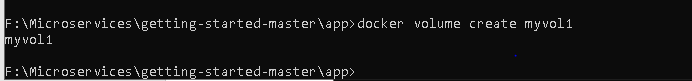 F:\Microservices\getting-started-master\app>docker volume create myvol1
myvol1
F:\Microservices\getting-started-master\app>